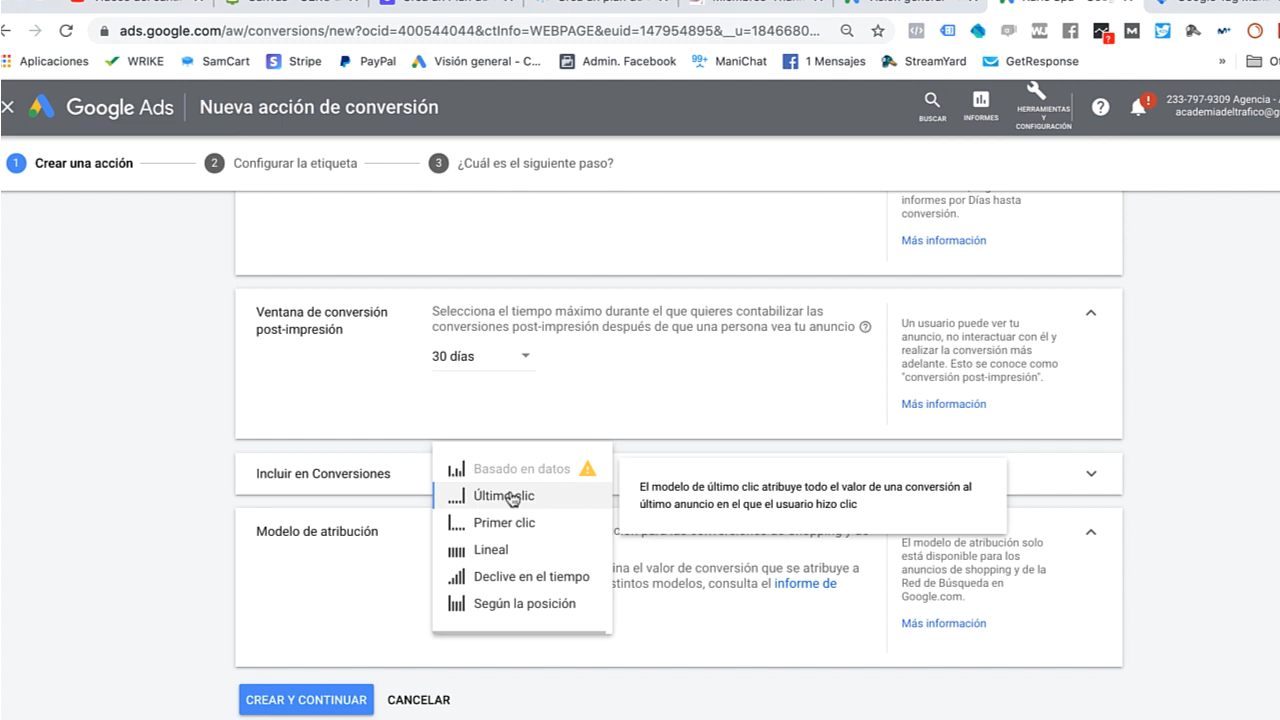 ads.google.com/aw/conversions/new?ocid=400544044&ctInfo=WEBPAGE&euid=147954895&__u=1846680...
Aplicaciones WRIKE SamCart Stripe PayPal Visión general - C... Admin. Facebook 99+ ManiChat 1 Mensajes StreamYard GetResponse »
Google Ads Nueva acción de conversión
BUSCAR
INFORMES
HERRAMIENTAS
Y
CONFIGURACIÓN
233-797-9309 Agencia -
academiadeltrafico@g
1 Crear una acción 2 Configurar la etiqueta 3 ¿Cuál es el siguiente paso?
informes por Días hasta
conversión.
Más información
Ventana de conversión
post-impresión
Selecciona el tiempo máximo durante el que quieres contabilizar las
conversiones post-impresión después de que una persona vea tu anuncio
30 días
Un usuario puede ver tu
anuncio, no interactuar con él y
realizar la conversión más
adelante. Esto se conoce como
"conversión post-impresión".
Más información
Incluir en Conversiones
Basado en datos
Último clic
Primer clic
Lineal
Declive en el tiempo
Según la posición
El modelo de último clic atribuye todo el valor de una conversión al
último anuncio en el que el usuario hizo clic
Modelo de atribución
ina el valor de conversión que se atribuye a
stintos modelos, consulta el informe de
El modelo de atribución solo
está disponible para los
anuncios de shopping y de la
Red de Búsqueda en
Google.com.
Más información
CREAR Y CONTINUAR CANCELAR